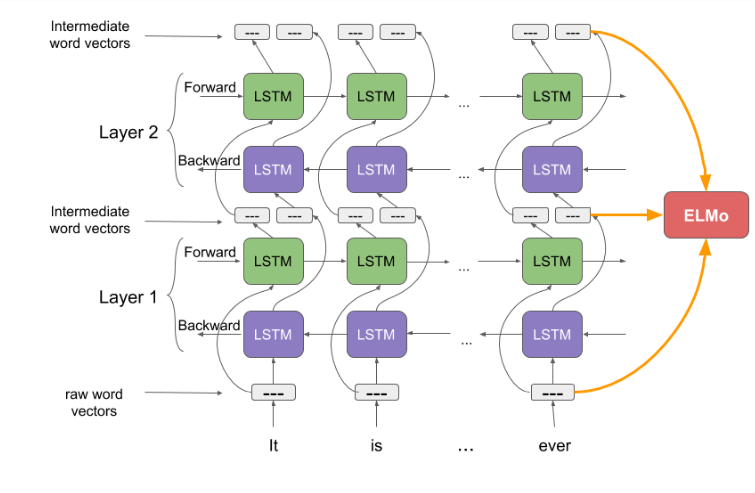 Intermediate
word vectors
--- --- --- --- --- ---
Forward
LSTM LSTM ... LSTM
Layer 2
Backward
LSTM LSTM ... LSTM
Intermediate
word vectors
--- --- --- --- --- ---
ELMo
Forward
LSTM LSTM ... LSTM
Layer 1
Backward
LSTM LSTM ... LSTM
raw word
vectors
--- --- ---
It is ... ever